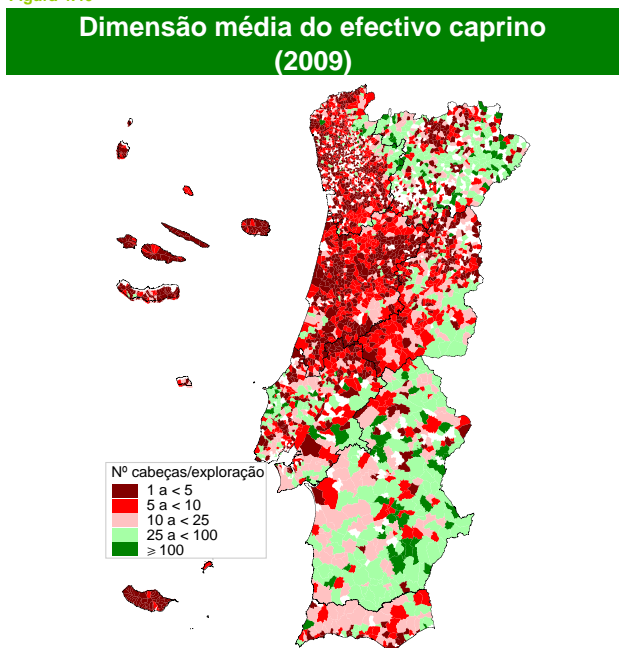 Dimensão média do efectivo caprino
(2009)
Nº cabeças/exploração
1 a < 5
5 a < 10
10 a < 25
25 a < 100
≥ 100